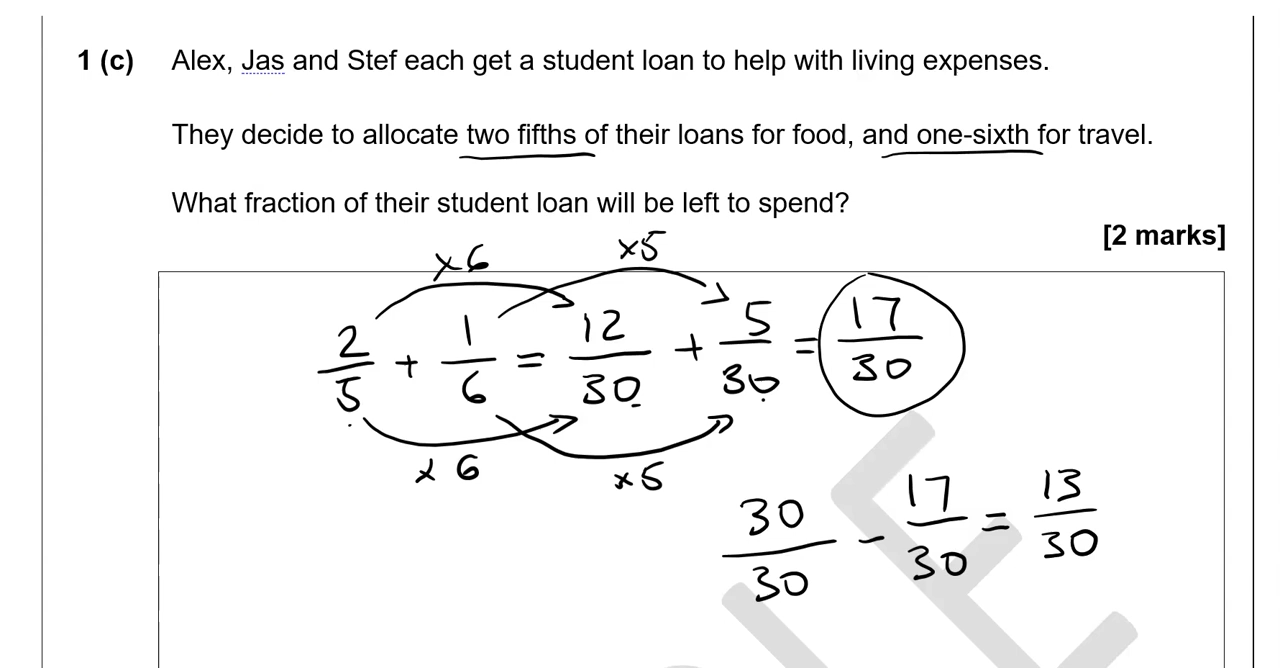 1 (c) Alex, Jas and Stef each get a student loan to help with living expenses.
They decide to allocate two fifths of their loans for food, and one-sixth for travel.
What fraction of their student loan will be left to spend?
[2 marks]
×6 ×5
2/5 + 1/6 = 12/30 + 5/30 = 17/30
×6 ×5
30/30 - 17/30 = 13/30